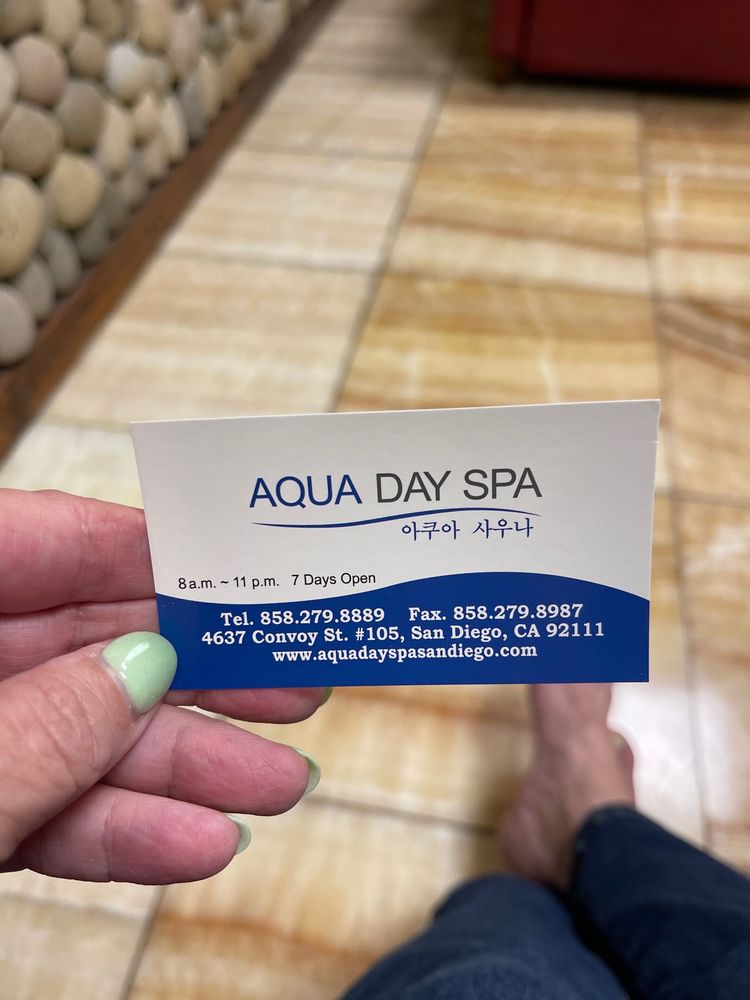 AQUA DAY SPA
아쿠아 사우나
8 a.m. ~ 11 p.m. 7 Days Open
Tel. 858.279.8889 Fax. 858.279.8987
4637 Convoy St. #105, San Diego, CA 92111
www.aquadayspasandiego.com